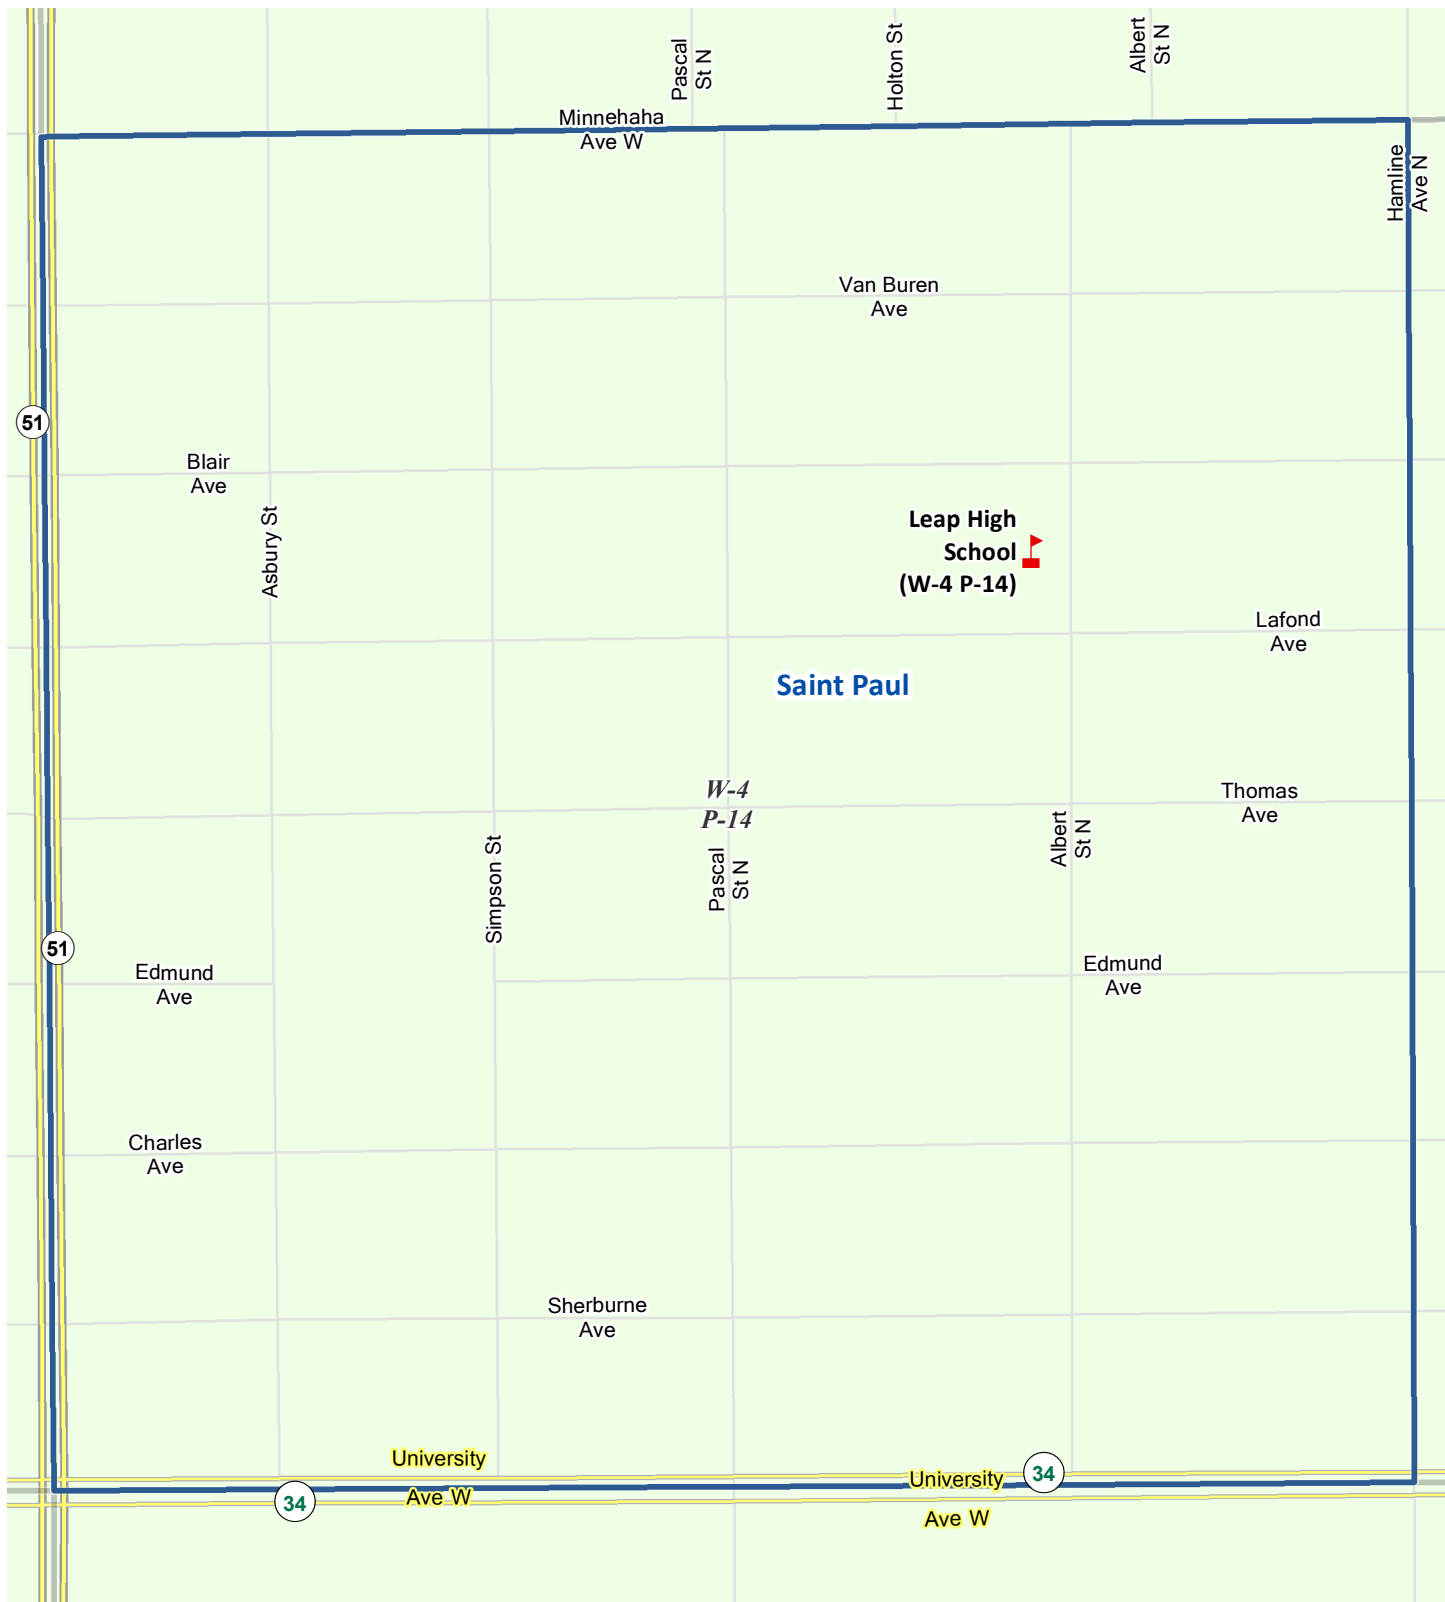 Pascal
St N
Holton St
Albert
St N
Minnehaha
Ave W
Hamline
Ave N
Van Buren
Ave
51
Blair
Ave
Asbury St
Leap High
School
(W-4 P-14)
Lafond
Ave
Saint Paul
W-4
P-14
Thomas
Ave
Simpson St
Pascal
St N
Albert
St N
51
Edmund
Ave
Edmund
Ave
Charles
Ave
Sherburne
Ave
University
Ave W
34
University
Ave W
34